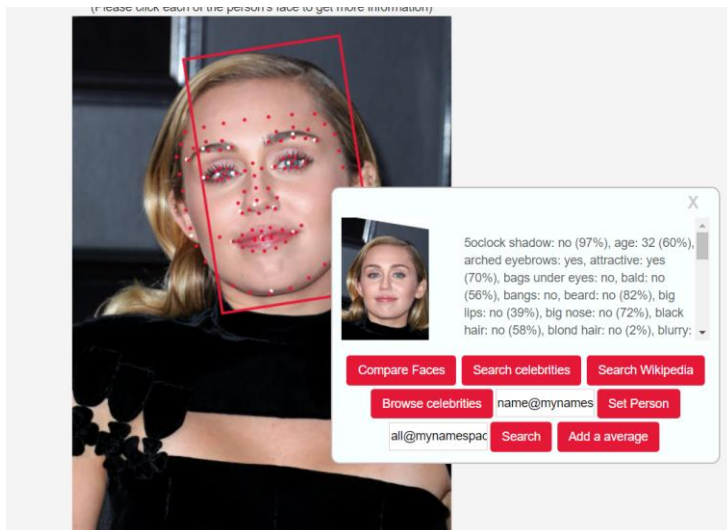 (Please click each of the person's face to get more information)
X
5oclock shadow: no (97%), age: 32 (60%),
arched eyebrows: yes, attractive: yes
(70%), bags under eyes: no, bald: no
(56%), bangs: no, beard: no (82%), big
lips: no (39%), big nose: no (72%), black
hair: no (58%), blond hair: no (2%), blurry:
Compare Faces
Search celebrities
Search Wikipedia
Browse celebrities
name@mynames
Set Person
all@mynamespac
Search
Add a average